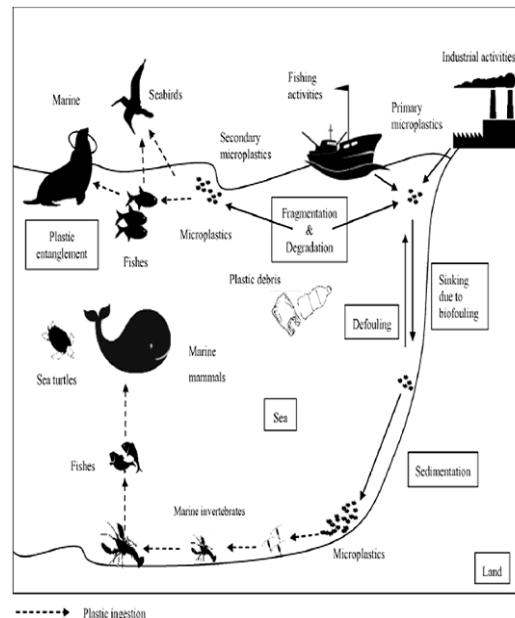 Industrial activities
Seabirds
Fishing
activities
Marine
Primary
microplastics
Secondary
microplastics
Fragmentation
&
Degradation
Plastic
entanglement
Microplastics
Fishes
Plastic debris
Sinking
due to
biofouling
Defouling
Marine
mammals
Sea turtles
Sea
Fishes
Sedimentation
Marine invertebrates
Microplastics
Land
Plastic ingestion